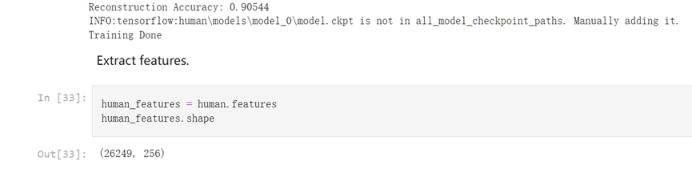 Reconstruction Accuracy: 0.90544
INFO:tensorflow:human\models\model_0\model.ckpt is not in all_model_checkpoint_paths. Manually adding it.
Training Done
Extract features.
In [33]:
human_features = human.features
human_features.shape
Out[33]: (26249, 256)